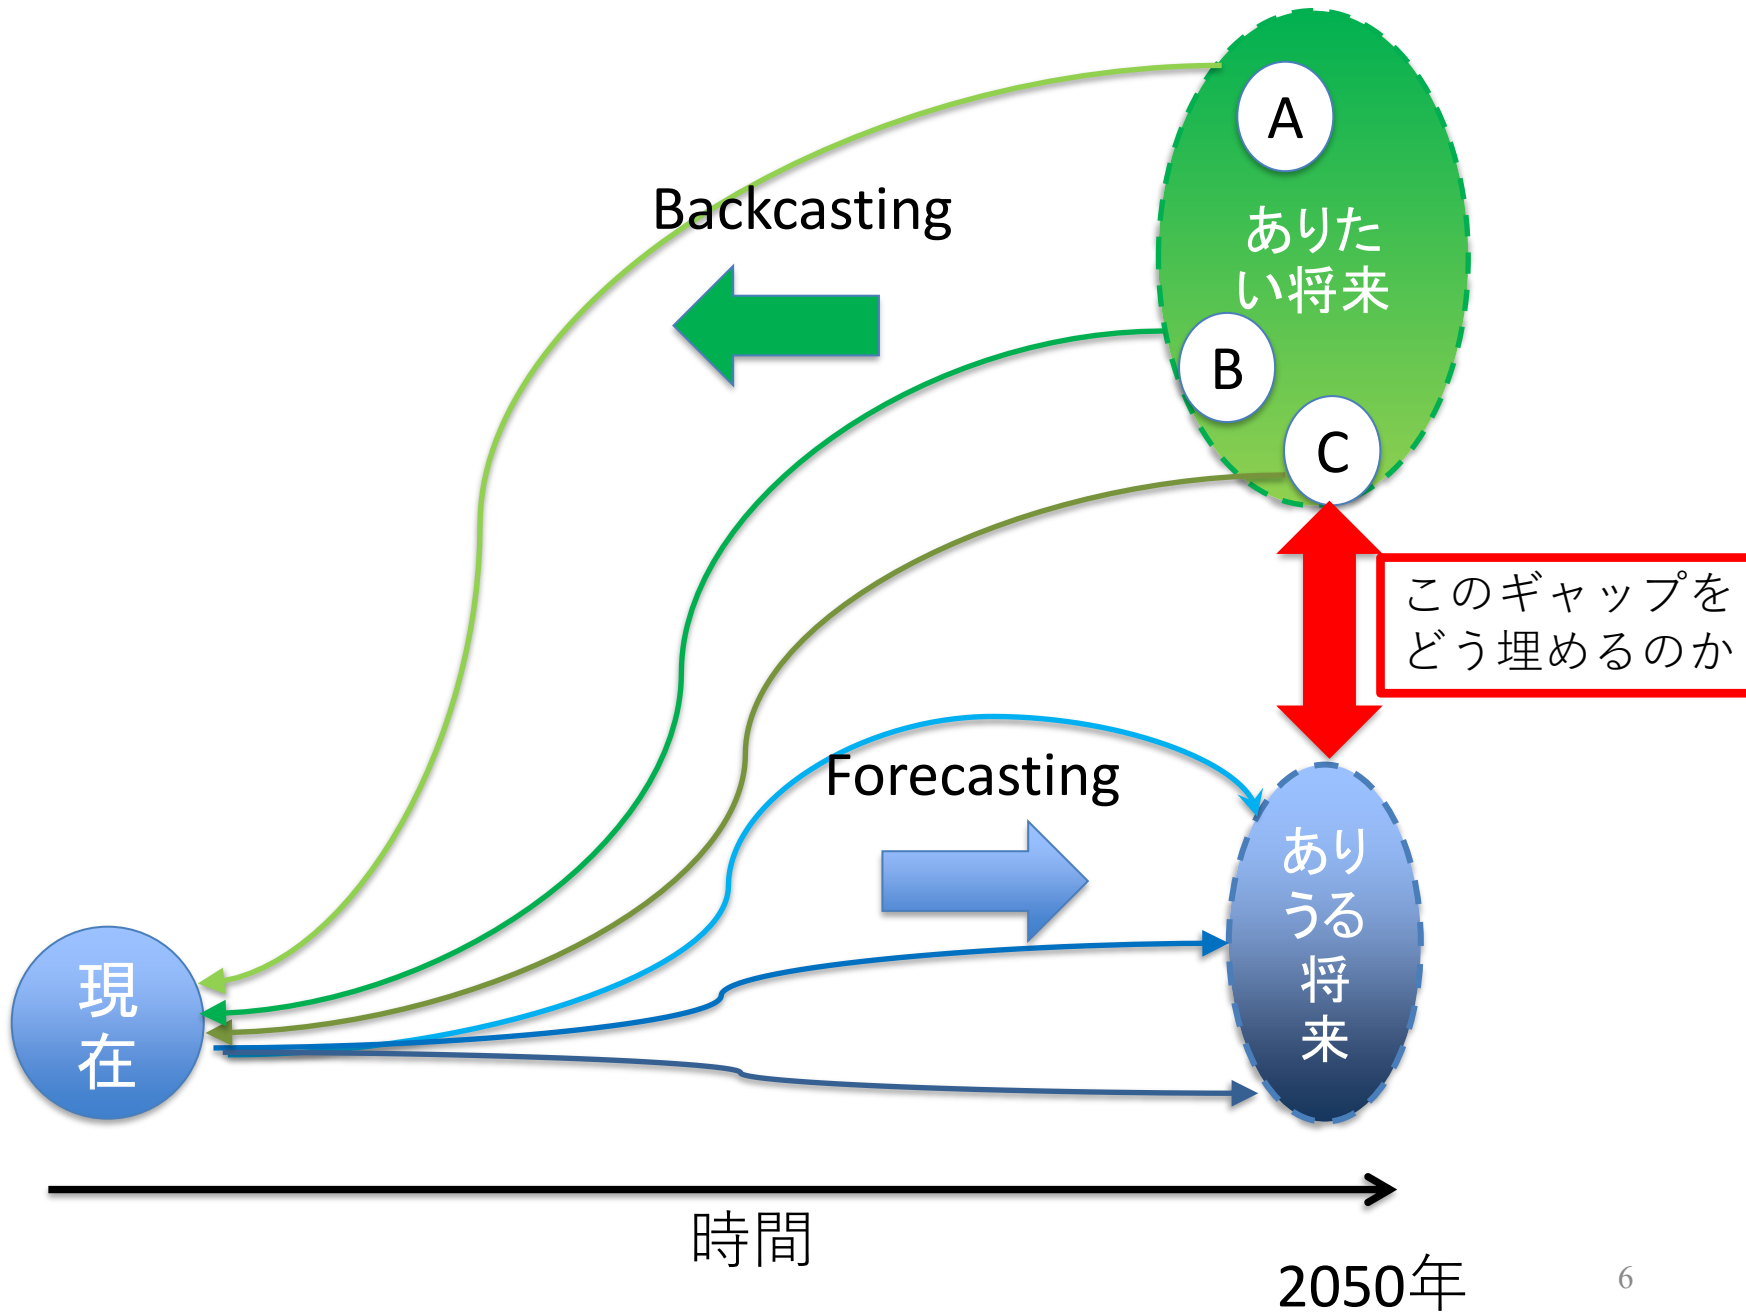 A
Backcasting
ありた
い将来
B
C
このギャップを
どう埋めるのか
Forecasting
あり
うる
将
来
現
在
時間
2050年
6